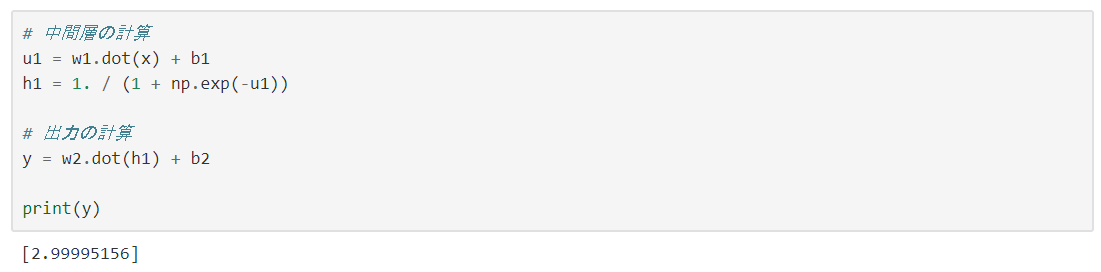 # 中間層の計算
u1 = w1.dot(x) + b1
h1 = 1. / (1 + np.exp(-u1))
# 出力の計算
y = w2.dot(h1) + b2
print(y)
[2.99995156]